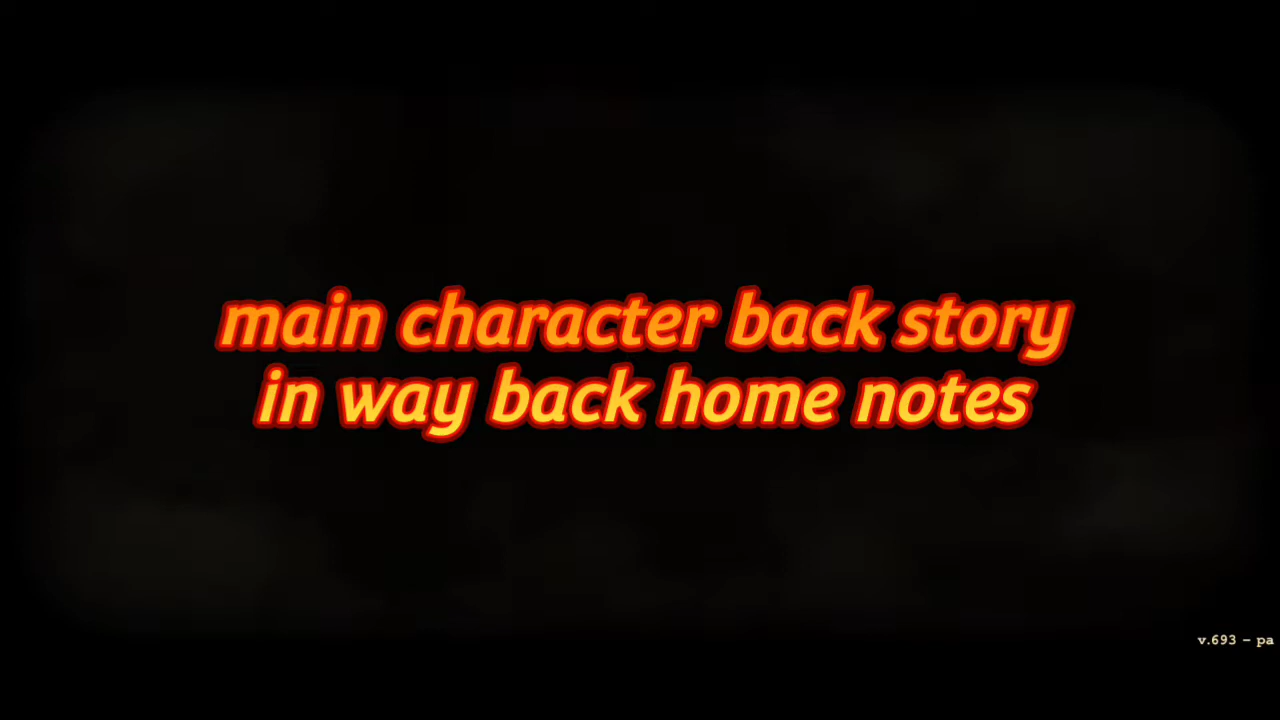 main character back story
in way back home notes
v.693 - pa